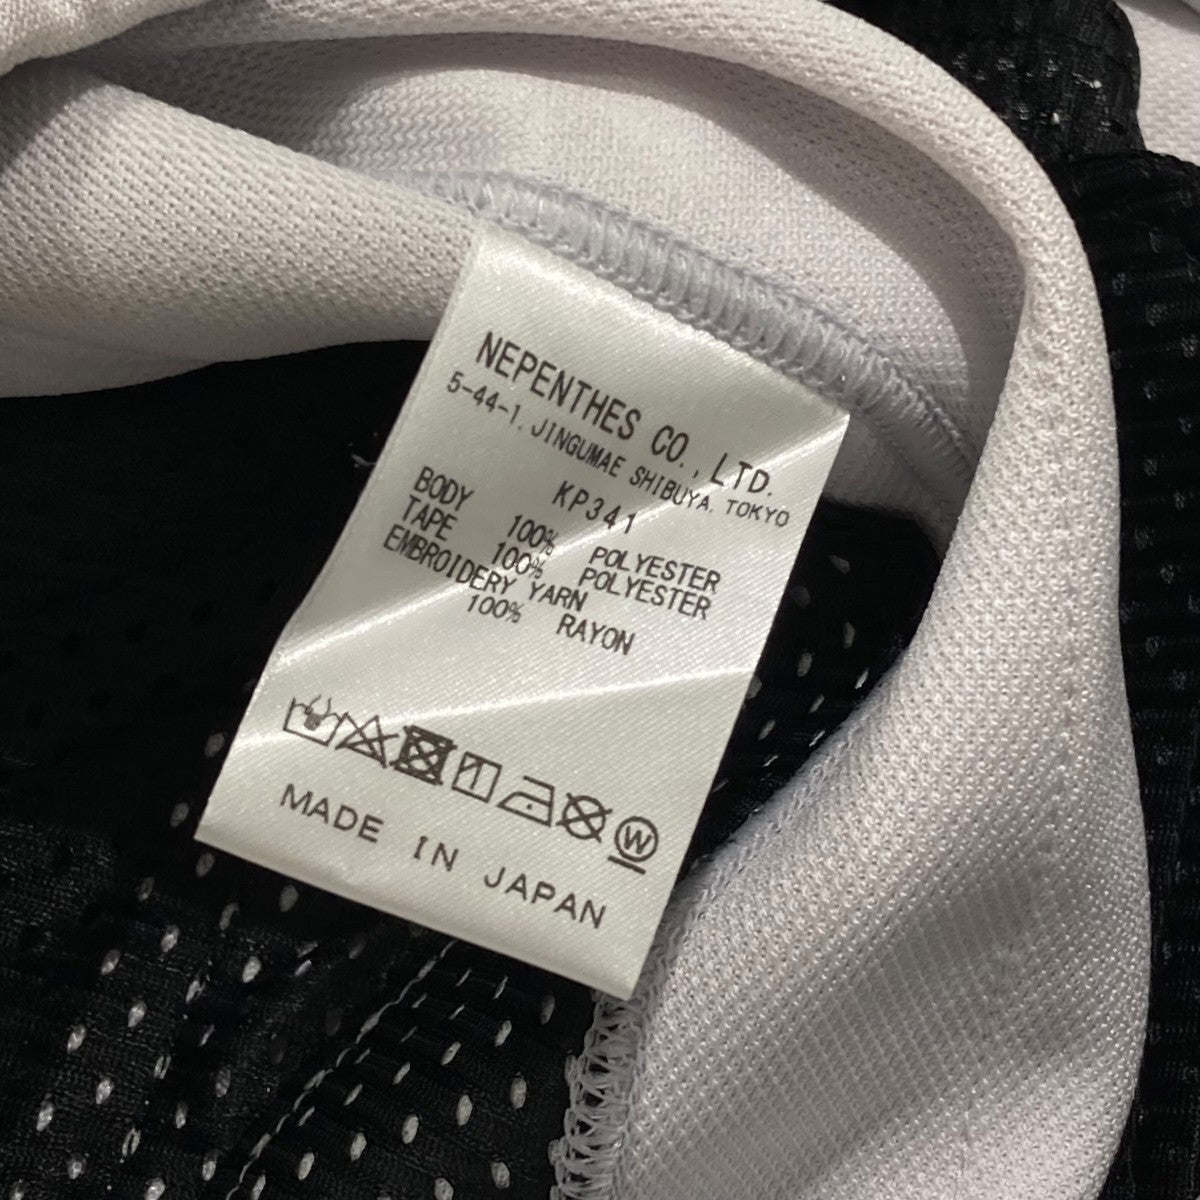 NEPENTHES CO., LTD.
5-44-1, JINGUMAE SHIBUYA, TOKYO
KP341
BODY 100% POLYESTER
TAPE 100% POLYESTER
EMBROIDERY YARN
100% RAYON
W
MADE IN JAPAN